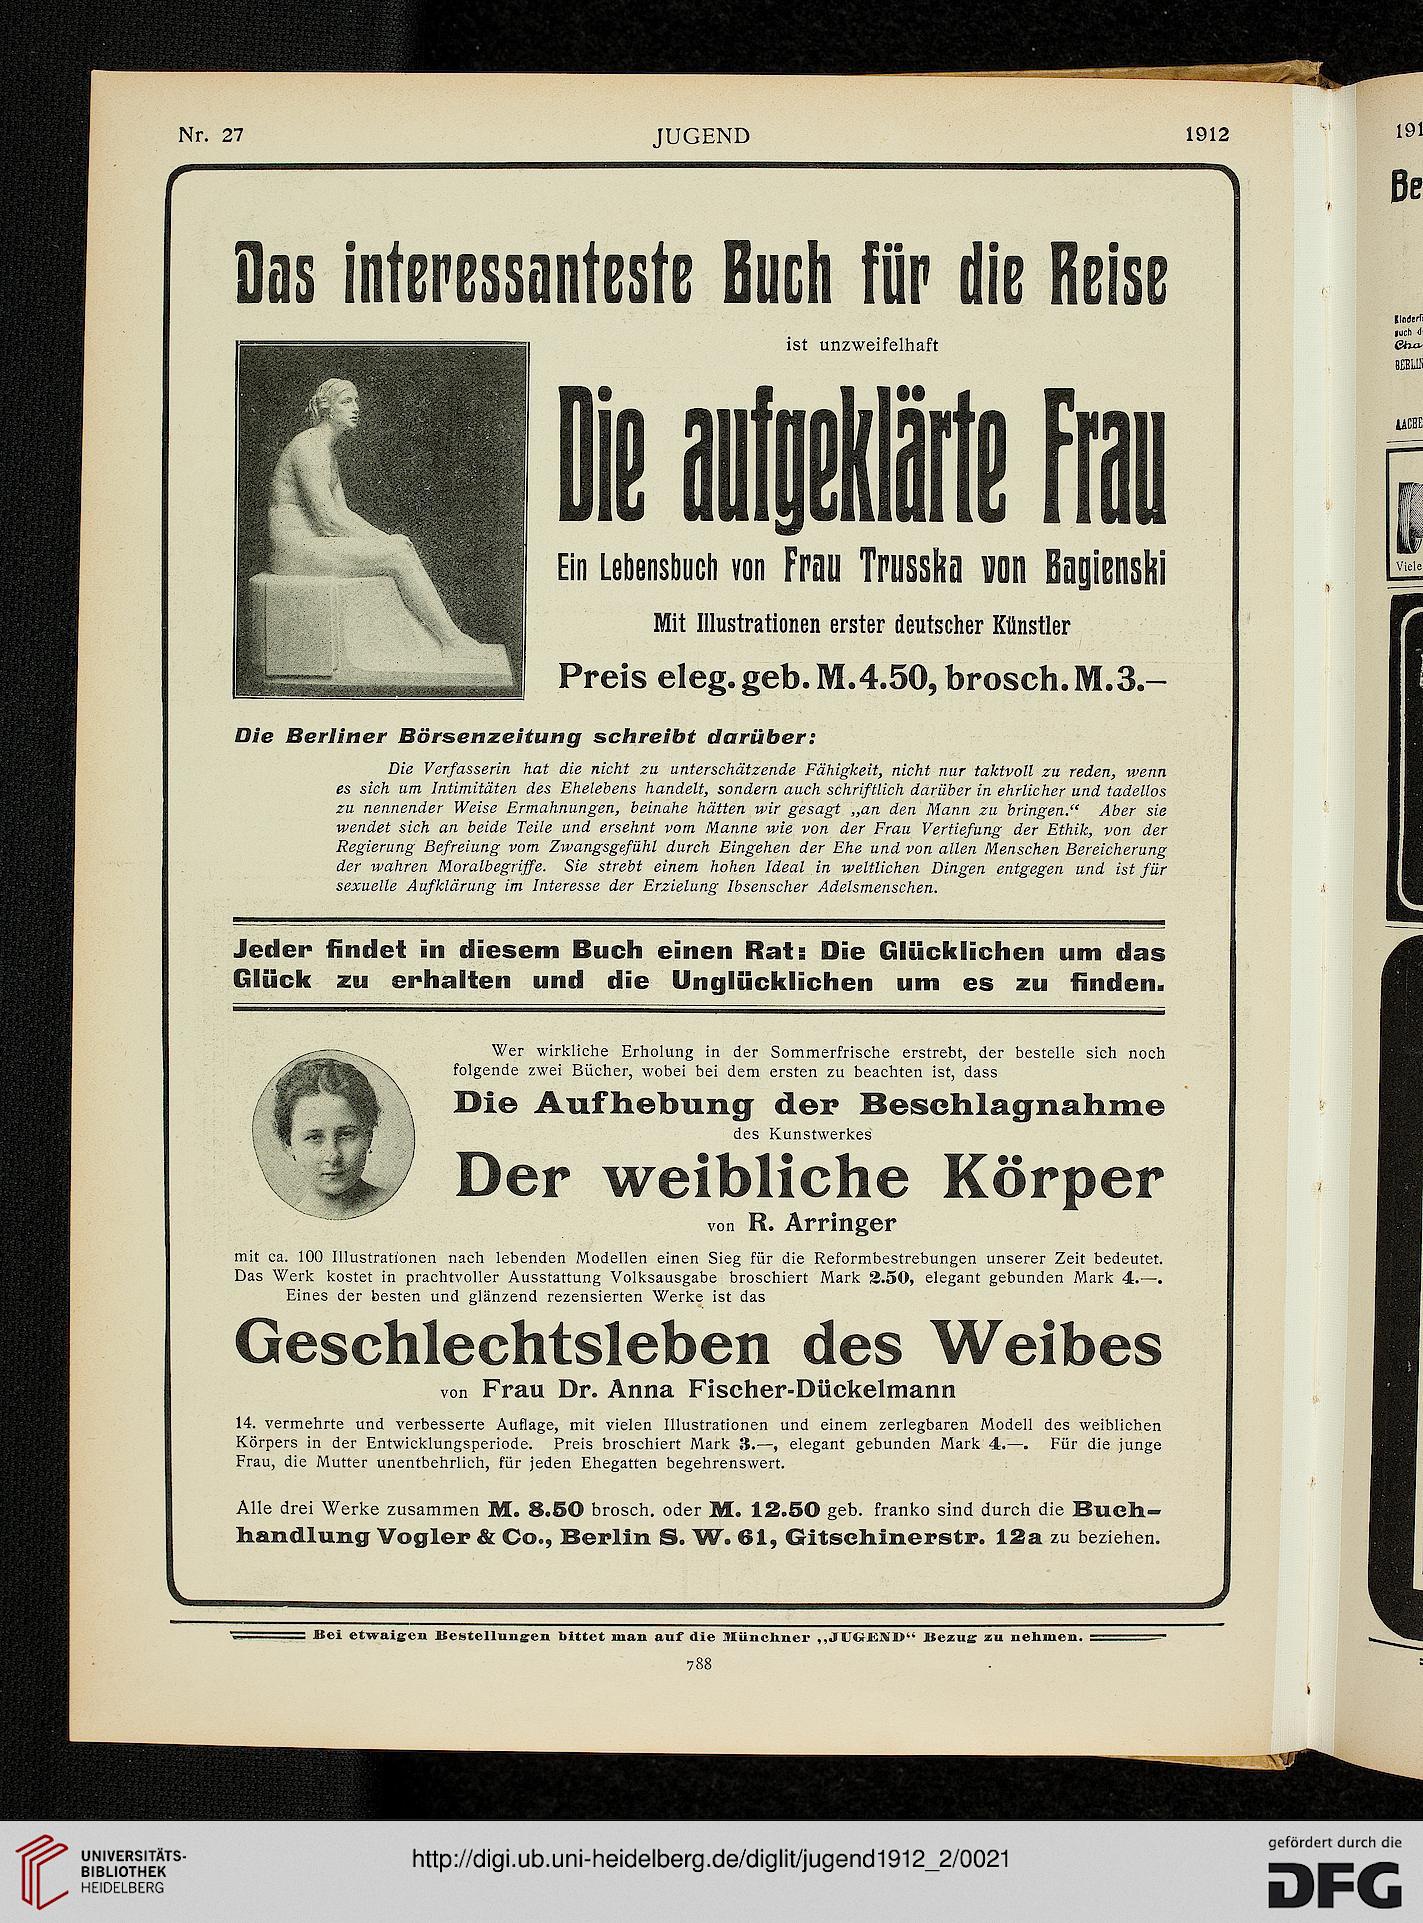 Nr. 27 JUGEND 1912
Das interessanteste Buch für die Reise
ist unzweifelhaft
Die aufgeklärte Frau
Ein Lebensbuch von Frau Trusska von Bagienski
Mit Illustrationen erster deutscher Künstler
Preis eleg. geb. M. 4.50, brosch. M. 3.—
Die Berliner Börsenzeitung schreibt darüber:
Die Verfasserin hat die nicht zu unterschätzende Fähigkeit, nicht nur taktvoll zu reden, wenn
es sich um Intimitäten des Ehelebens handelt, sondern auch schriftlich darüber in ehrlicher und tadellos
zu nennender Weise Ermahnungen, beinahe hätten wir gesagt „an den Mann zu bringen.“ Aber sie
wendet sich an beide Teile und ersehnt vom Manne wie von der Frau Vertiefung der Ethik, von der
Regierung Befreiung vom Zwangsgefühl durch Eingehen der Ehe und von allen Menschen Bereicherung
der wahren Moralbegriffe. Sie strebt einem hohen Ideal in weltlichen Dingen entgegen und ist für
sexuelle Aufklärung im Interesse der Erzielung Ibsenscher Adelsmenschen.
Jeder findet in diesem Buch einen Rat: Die Glücklichen um das
Glück zu erhalten und die Unglücklichen um es zu finden.
Wer wirkliche Erholung in der Sommerfrische erstrebt, der bestelle sich noch
folgende zwei Bücher, wobei bei dem ersten zu beachten ist, dass
Die Aufhebung der Beschlagnahme
des Kunstwerkes
Der weibliche Körper
von R. Arringer
mit ca. 100 Illustrationen nach lebenden Modellen einen Sieg für die Reformbestrebungen unserer Zeit bedeutet.
Das Werk kostet in prachtvoller Ausstattung Volksausgabe broschiert Mark 2.50, elegant gebunden Mark 4.—.
Eines der besten und glänzend rezensierten Werke ist das
Geschlechtsleben des Weibes
von Frau Dr. Anna Fischer-Dückelmann
14. vermehrte und verbesserte Auflage, mit vielen Illustrationen und einem zerlegbaren Modell des weiblichen
Körpers in der Entwicklungsperiode. Preis broschiert Mark 3.—, elegant gebunden Mark 4.—. Für die junge
Frau, die Mutter unentbehrlich, für jeden Ehegatten begehrenswert.
Alle drei Werke zusammen M. 8.50 brosch. oder M. 12.50 geb. franko sind durch die Buch-
handlung Vogler & Co., Berlin S. W. 61, Gitschinerstr. 12a zu beziehen.
Bei etwaigen Bestellungen bittet man auf die Münchner „JUGEND“ Bezug zu nehmen.
788
191
Be
BERLIN
Viele
UNIVERSITÄTS-
BIBLIOTHEK
HEIDELBERG
http://digi.ub.uni-heidelberg.de/diglit/jugend1912_2/0021
gefördert durch die
DFG